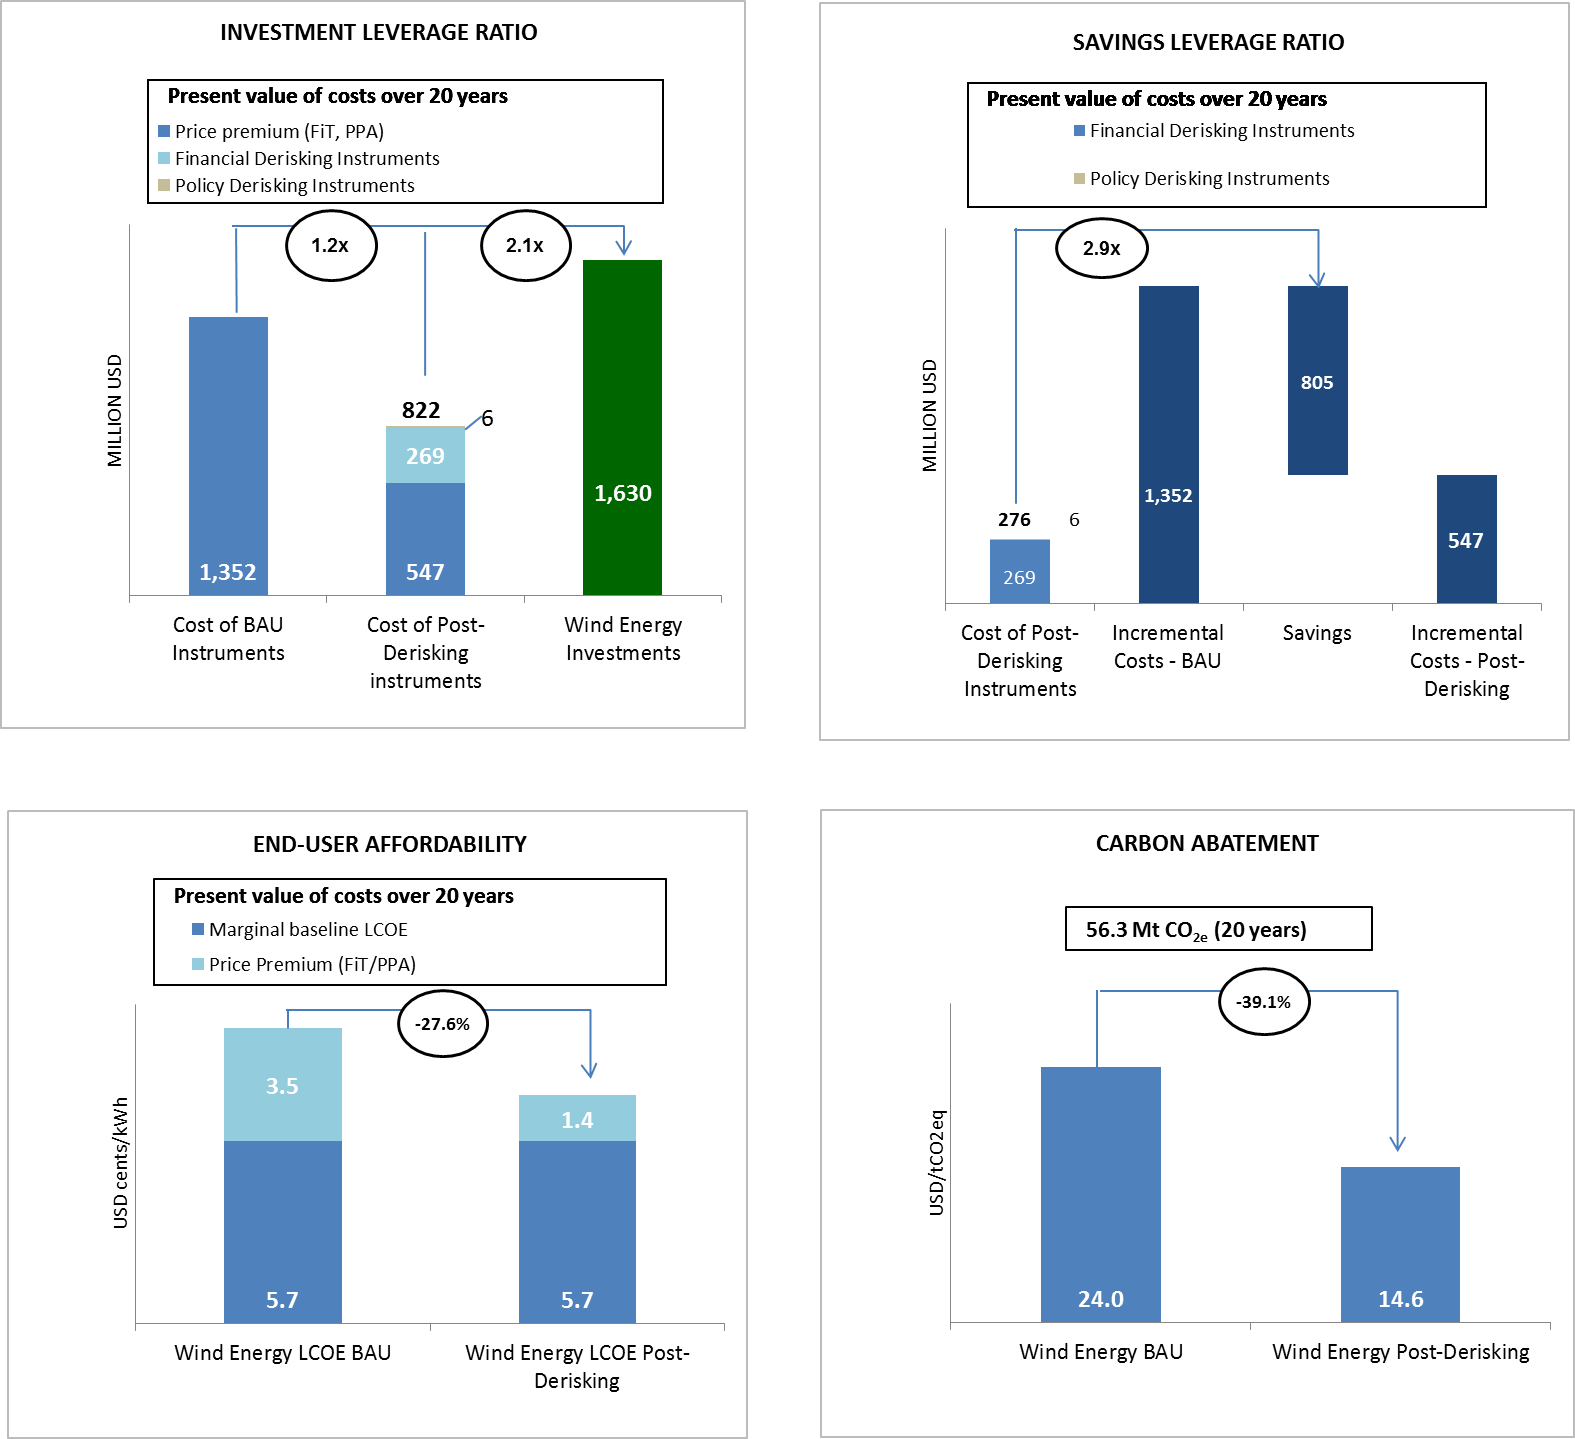 INVESTMENT LEVERAGE RATIO
Present value of costs over 20 years
Price premium (FiT, PPA)
Financial Derisking Instruments
Policy Derisking Instruments
1.2x
2.1x
MILLION USD
822
6
269
1,630
1,352
547
Cost of BAU
Instruments
Cost of Post-
Derisking
instruments
Wind Energy
Investments
SAVINGS LEVERAGE RATIO
Present value of costs over 20 years
Financial Derisking Instruments
Policy Derisking Instruments
2.9x
MILLION USD
805
1,352
276
6
547
269
Cost of Post-
Derisking
Instruments
Incremental
Costs - BAU
Savings
Incremental
Costs - Post-
Derisking
END-USER AFFORDABILITY
Present value of costs over 20 years
Marginal baseline LCOE
Price Premium (FiT/PPA)
-27.6%
USD cents/kWh
3.5
1.4
5.7
5.7
Wind Energy LCOE BAU
Wind Energy LCOE Post-
Derisking
CARBON ABATEMENT
56.3 Mt CO2e (20 years)
-39.1%
USD/tCO2eq
24.0
14.6
Wind Energy BAU
Wind Energy Post-Derisking